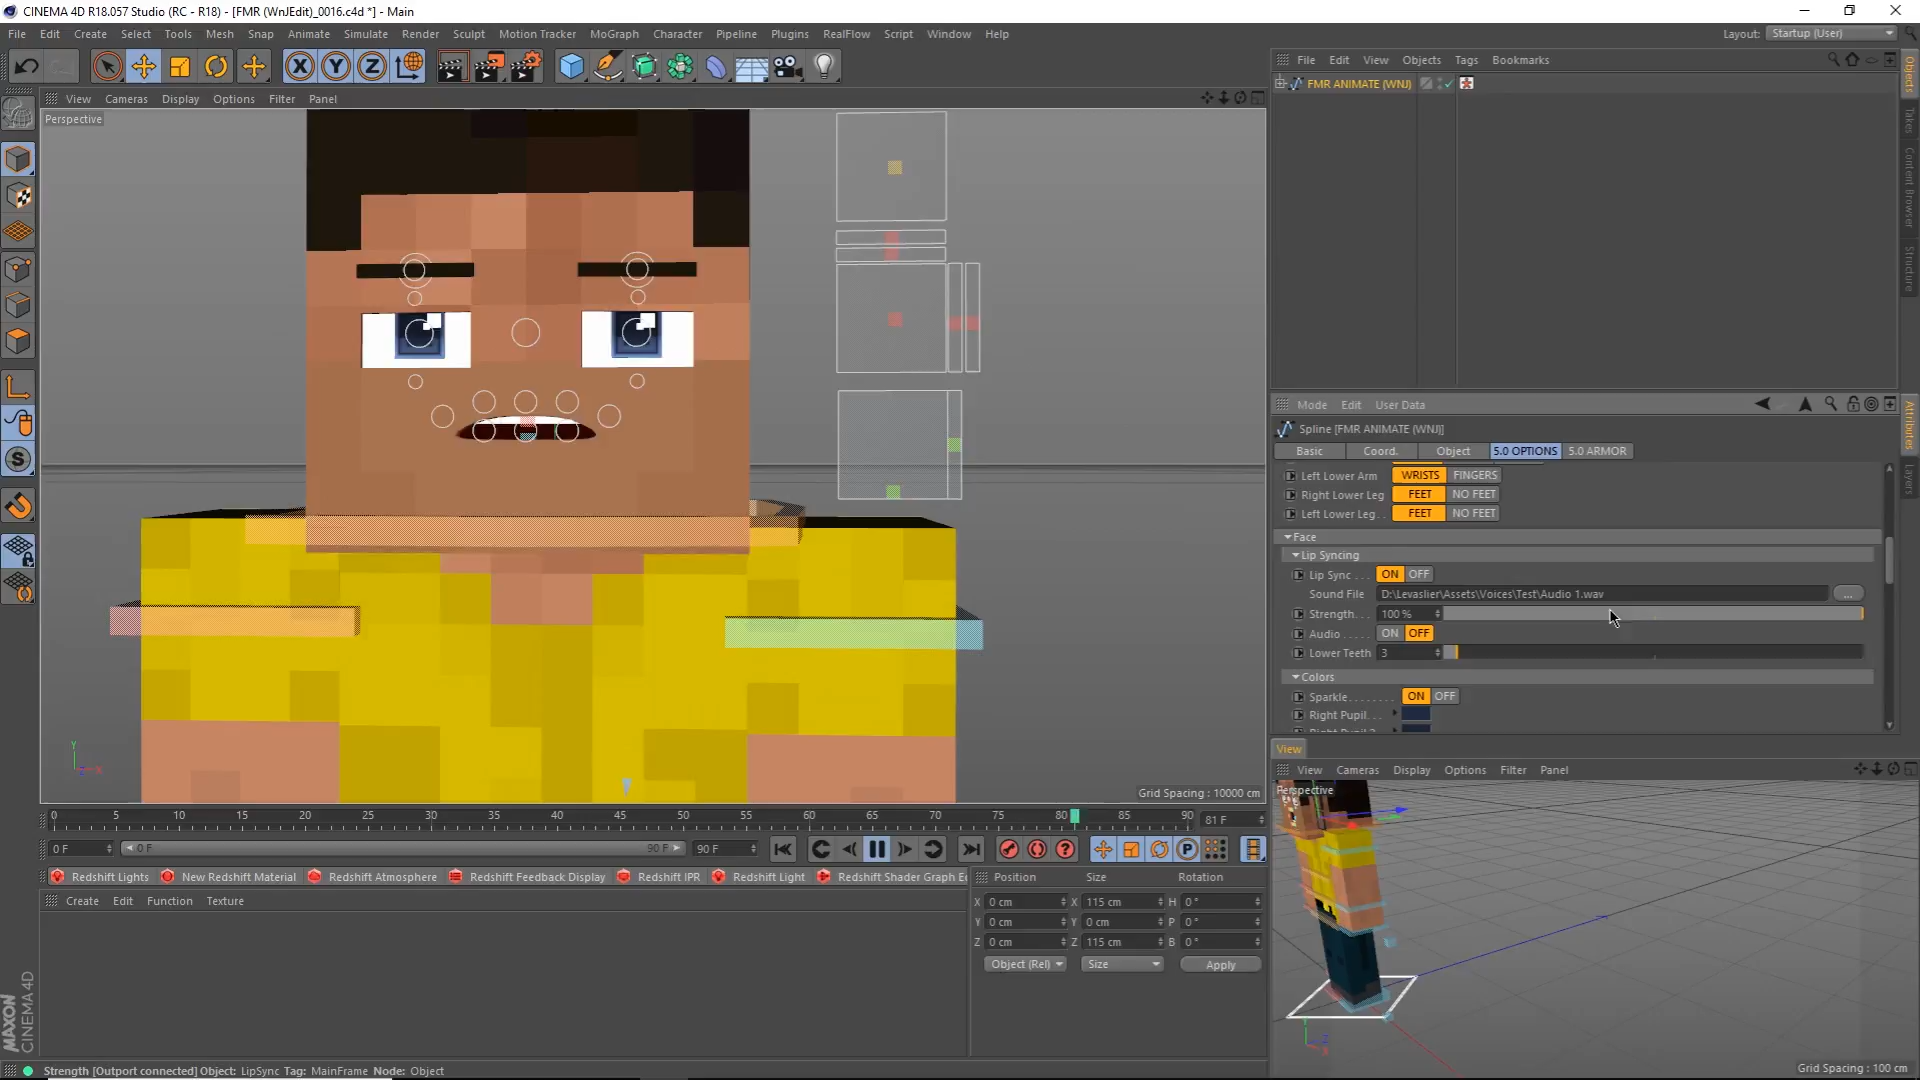 CINEMA 4D R18.057 Studio (RC - R18) - [FMR (WnJEdit)_0016.c4d *] - Main
File Edit Create Select Tools Mesh Snap Animate Simulate Render Sculpt Motion Tracker MoGraph Character Pipeline Plugins RealFlow Script Window Help
Layout: Startup (User)
View Cameras Display Options Filter Panel
Perspective
File Edit View Objects Tags Bookmarks
FMR ANIMATE (WNJ)
Objects
Takes
Content Browser
Structure
Mode Edit User Data
Spline [FMR ANIMATE (WNJ)]
Basic Coord. Object 5.0 OPTIONS 5.0 ARMOR
Left Lower Arm WRISTS FINGERS
Right Lower Leg FEET NO FEET
Left Lower Leg . . FEET NO FEET
Face
Lip Syncing
Lip Sync . . . ON OFF
Sound File D:\Levaslier\Assets\Voices\Test\Audio 1.wav ...
Strength. . . 100 %
Audio . . . . . ON OFF
Lower Teeth 3
Colors
Sparkle. . . . . . . . ON OFF
Right Pupil. . .
Attributes
Layers
Grid Spacing : 10000 cm
0 5 10 15 20 25 30 35 40 45 50 55 60 65 70 75 80 85 90 81 F
0 F 0 F 90 F 90 F
Redshift Lights New Redshift Material Redshift Atmosphere Redshift Feedback Display Redshift IPR Redshift Light Redshift Shader Graph E
Create Edit Function Texture
Position Size Rotation
X 0 cm X 115 cm H 0 °
Y 0 cm Y 0 cm P 0 °
Z 0 cm Z 115 cm B 0 °
Object (Rel) Size Apply
View
View Cameras Display Options Filter Panel
Perspective
Grid Spacing : 100 cm
MAXON
CINEMA 4D
Strength [Outport connected] Object: LipSync Tag: MainFrame Node: Object